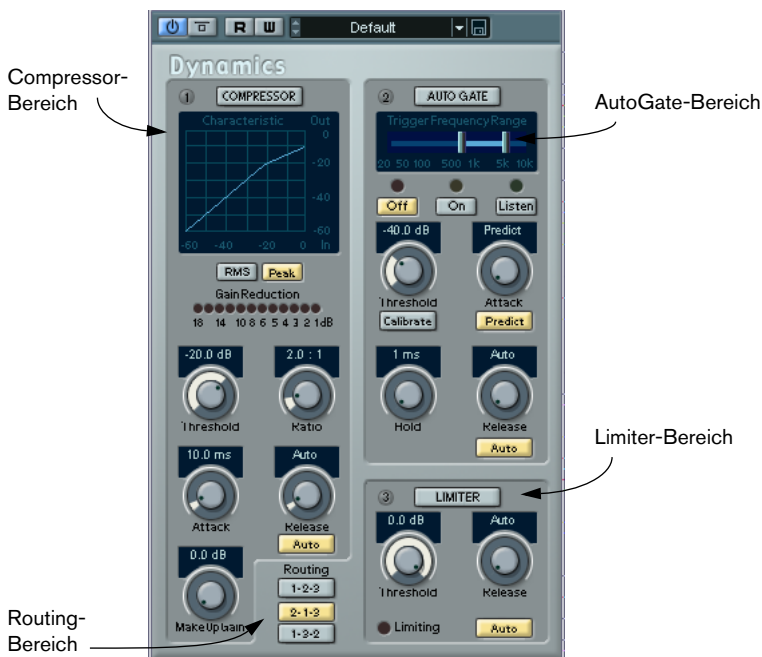 R W Default
Dynamics
Compressor-
Bereich
1 COMPRESSOR
Characteristic Out
0
-20
-40
-60
-60 -40 -20 0 In
RMS Peak
Gain Reduction
18 14 10 8 6 5 4 3 2 1 dB
-20.0 dB 2.0 : 1
Threshold Ratio
10.0 ms Auto
Attack Release
Auto
0.0 dB
MakeUp Gain
Routing
1-2-3
2-1-3
1-3-2
Routing-
Bereich
2 AUTO GATE
AutoGate-Bereich
Trigger Frequency Range
20 50 100 500 1k 5k 10k
Off On Listen
-40.0 dB Predict
Threshold Attack
Calibrate Predict
1 ms Auto
Hold Release
Auto
Limiter-Bereich
3 LIMITER
0.0 dB Auto
Threshold Release
Limiting Auto